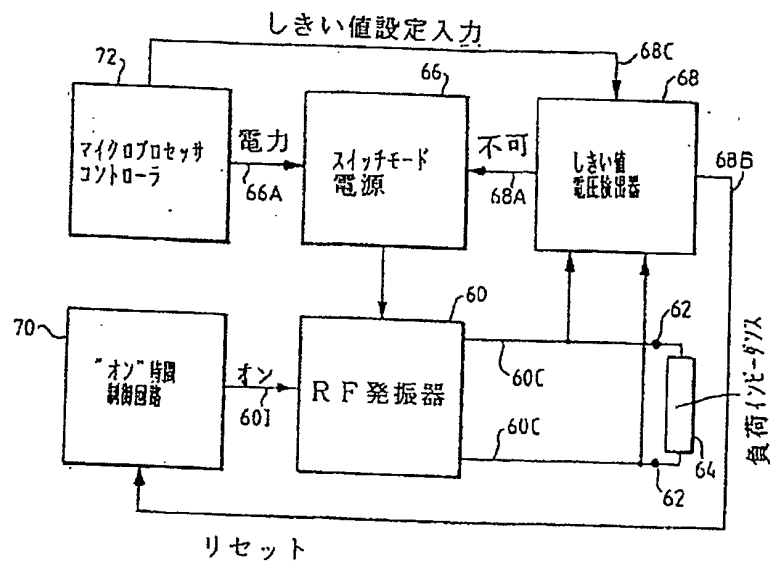 しきい値設定入力
68C
72
66
68
マイクロプロセッサ
コントローラ
電力
66A
スイッチモード
電源
不可
68A
しきい値
電圧検出器
68B
70
"オン"時間
制御回路
オン
60I
60
RF発振器
60C
60C
62
62
64
負荷インピーダンス
リセット